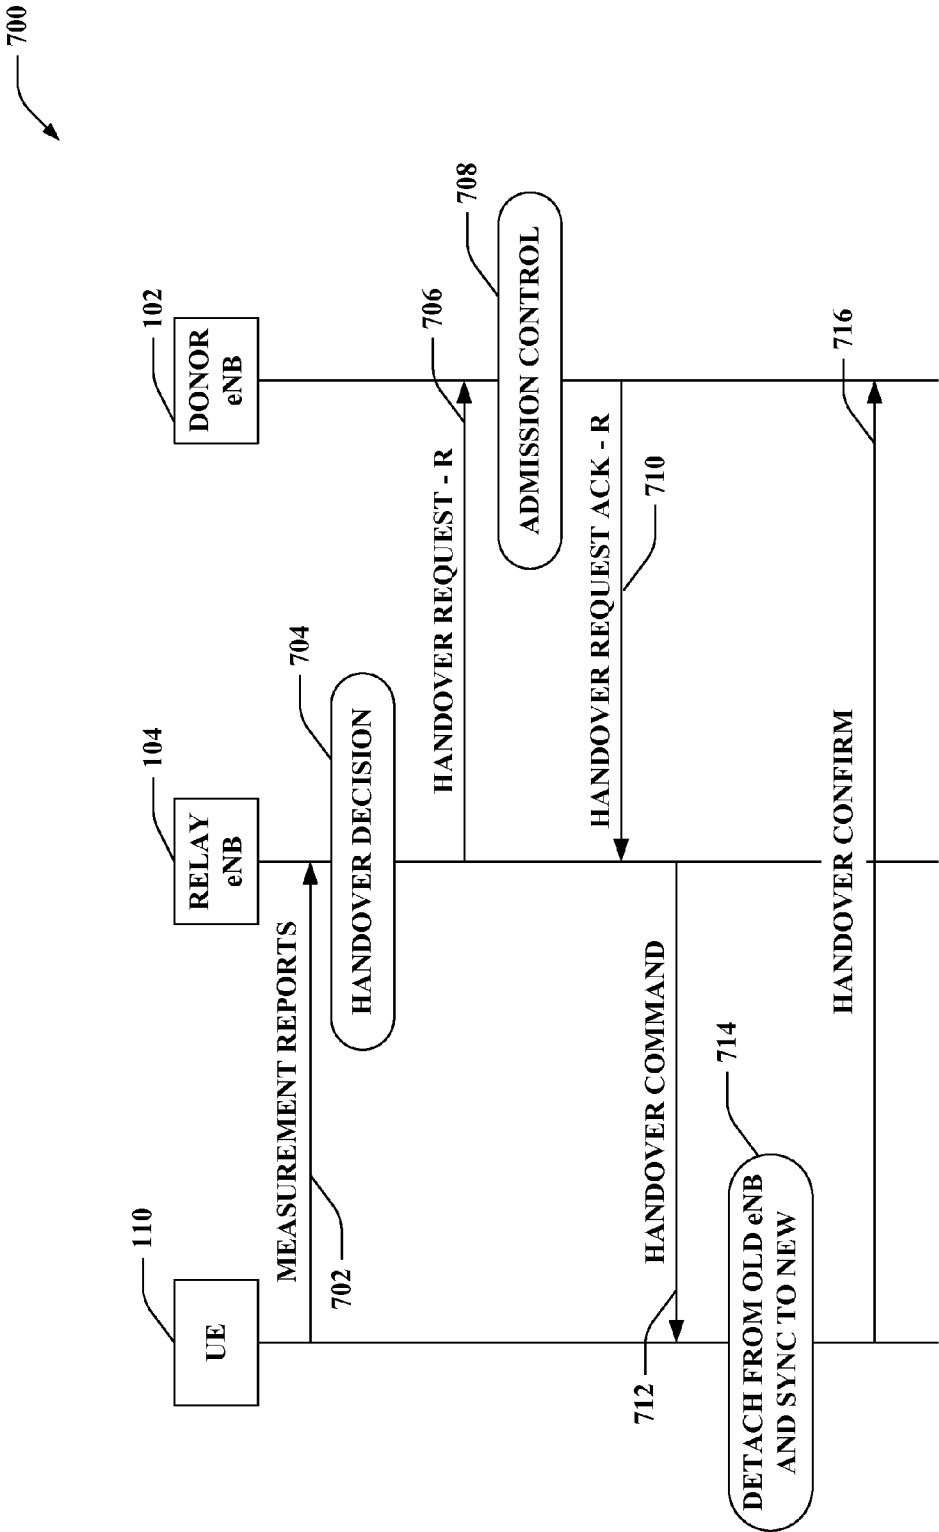 700
110
104
102
UE
RELAY
eNB
DONOR
eNB
MEASUREMENT REPORTS
702
704
HANDOVER DECISION
HANDOVER REQUEST - R
706
708
ADMISSION CONTROL
HANDOVER REQUEST ACK - R
710
HANDOVER COMMAND
712
714
DETACH FROM OLD eNB
AND SYNC TO NEW
HANDOVER CONFIRM
716